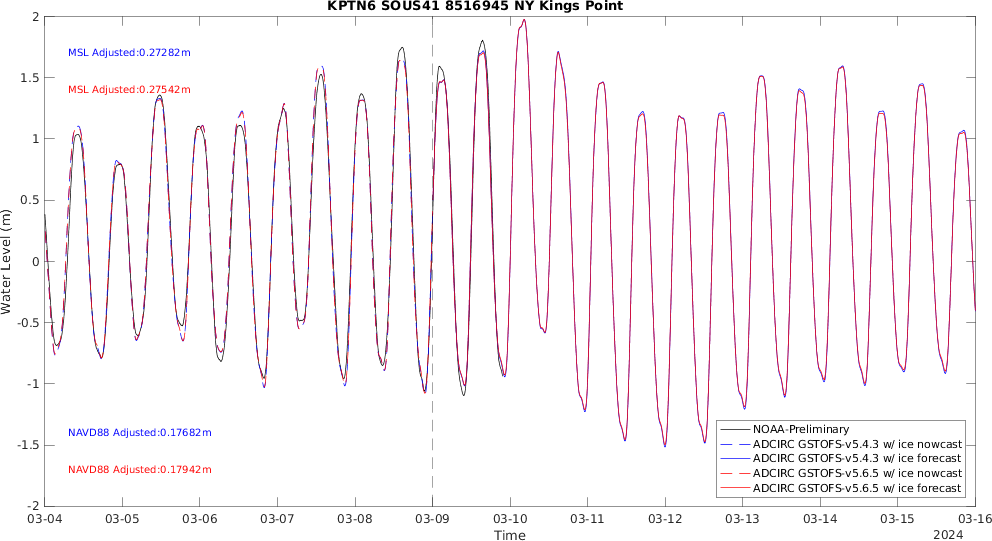 KPTN6 SOUS41 8516945 NY Kings Point
2
1.5
1
0.5
0
-0.5
-1
-1.5
-2
Water Level (m)
MSL Adjusted:0.27282m
MSL Adjusted:0.27542m
NAVD88 Adjusted:0.17682m
NAVD88 Adjusted:0.17942m
NOAA-Preliminary
ADCIRC GSTOFS-v5.4.3 w/ ice nowcast
ADCIRC GSTOFS-v5.4.3 w/ ice forecast
ADCIRC GSTOFS-v5.6.5 w/ ice nowcast
ADCIRC GSTOFS-v5.6.5 w/ ice forecast
03-04 03-05 03-06 03-07 03-08 03-09 03-10 03-11 03-12 03-13 03-14 03-15 03-16
Time
2024